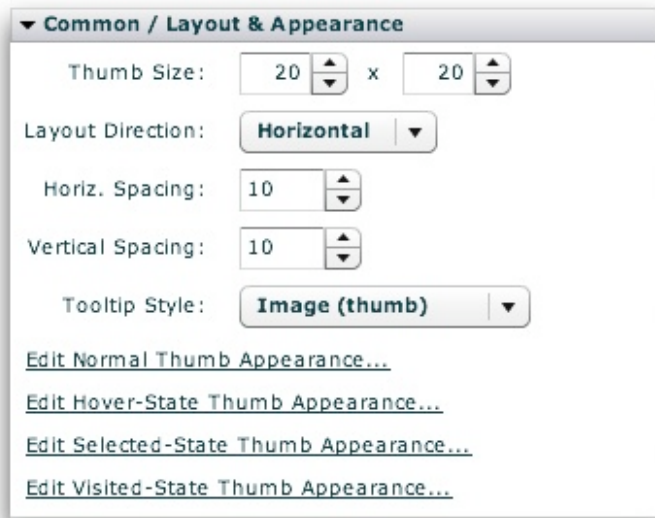 Common / Layout & Appearance
Thumb Size: 20 x 20
Layout Direction: Horizontal
Horiz. Spacing: 10
Vertical Spacing: 10
Tooltip Style: Image (thumb)
Edit Normal Thumb Appearance...
Edit Hover-State Thumb Appearance...
Edit Selected-State Thumb Appearance...
Edit Visited-State Thumb Appearance...